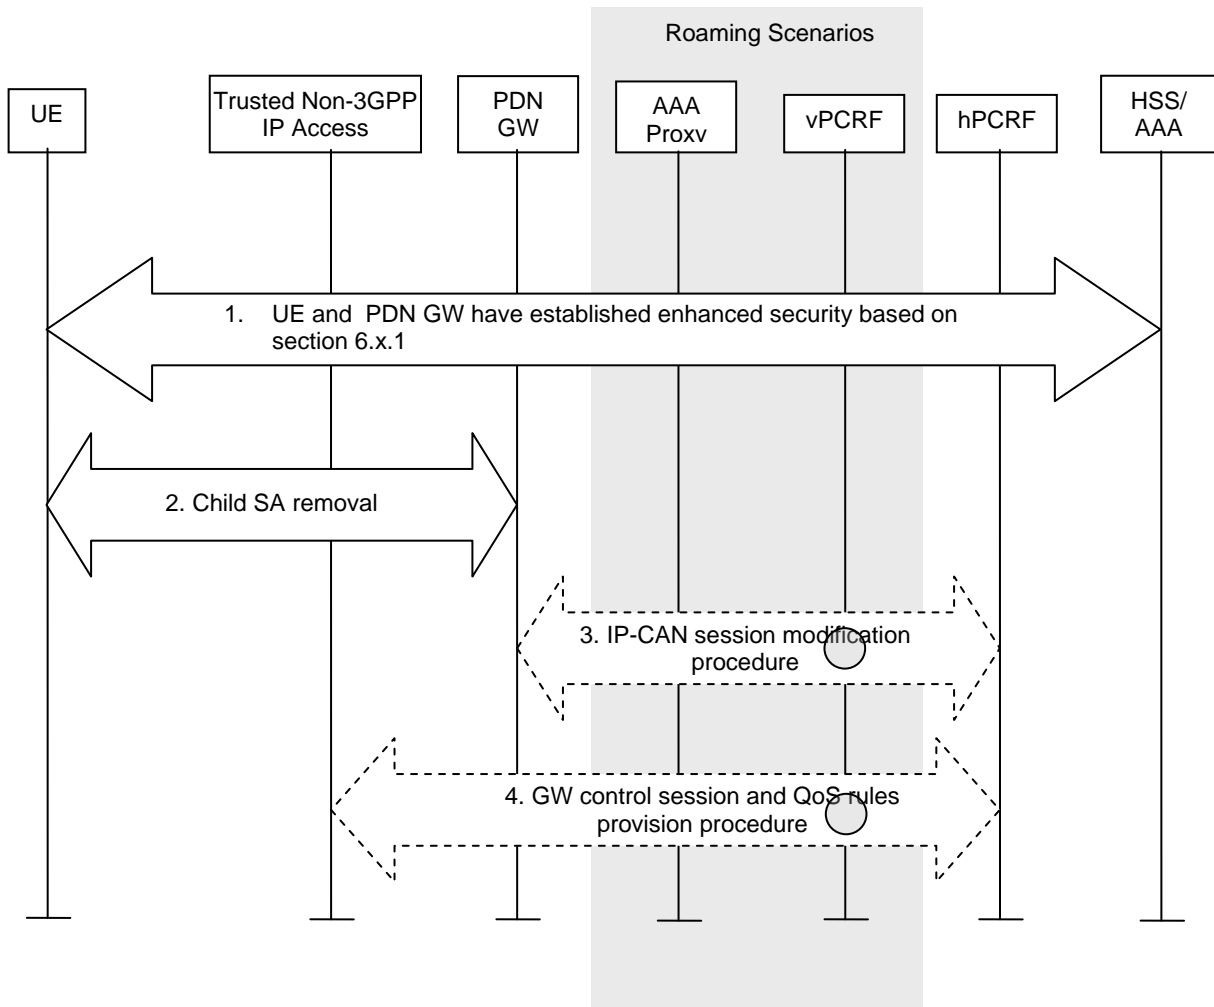 Roaming Scenarios
UE
Trusted Non-3GPP
IP Access
PDN
GW
AAA
Proxv
vPCRF
hPCRF
HSS/
AAA
1. UE and PDN GW have established enhanced security based on
section 6.x.1
2. Child SA removal
3. IP-CAN session modification
procedure
4. GW control session and QoS rules
provision procedure